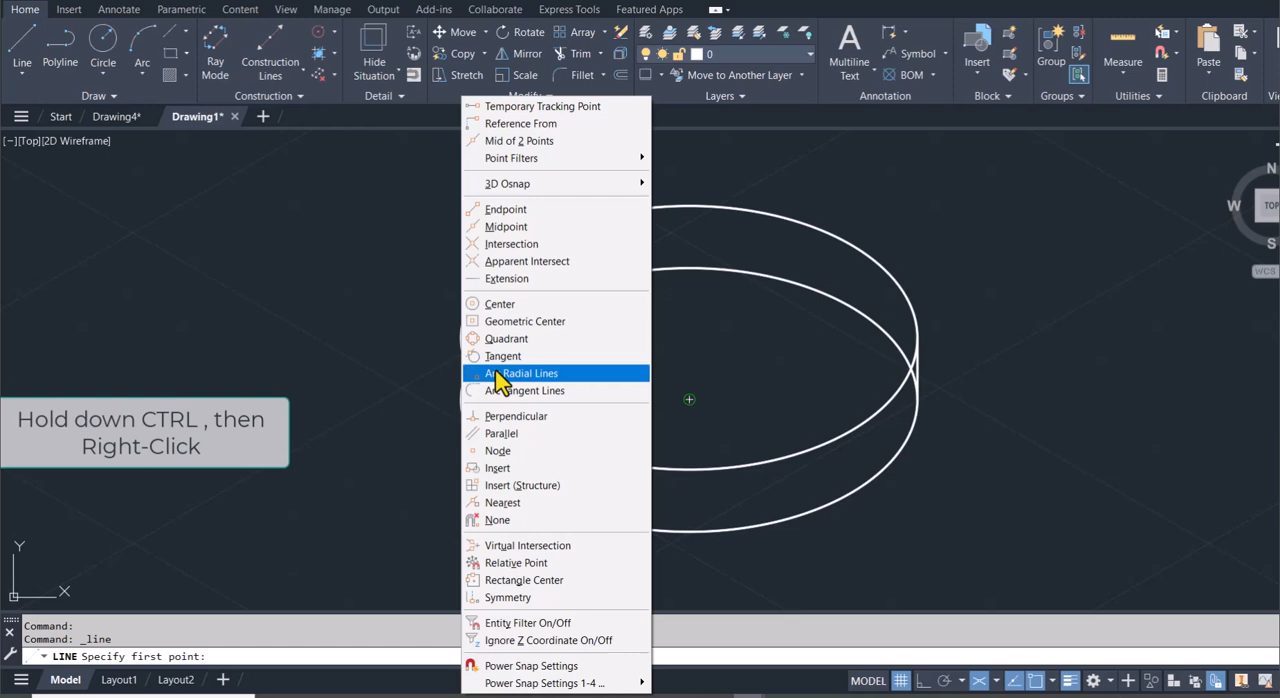 Home Insert Annotate Parametric Content View Manage Output Add-ins Collaborate Express Tools Featured Apps
Line Polyline Circle Arc
Draw
Ray Mode
Construction Lines
Construction
Hide Situation
Detail
Move Rotate Array
Copy Mirror Trim
Stretch Scale Fillet
Modify
0
Move to Another Layer
Layers
Multiline Text
Symbol
BOM
Annotation
Insert
Block
Group
Groups
Measure
Utilities
Paste
Clipboard
Start Drawing4* Drawing1*
[−][Top][2D Wireframe]
Temporary Tracking Point
Reference From
Mid of 2 Points
Point Filters
3D Osnap
Endpoint
Midpoint
Intersection
Apparent Intersect
Extension
Center
Geometric Center
Quadrant
Tangent
Arc Radial Lines
Arc Tangent Lines
Perpendicular
Parallel
Node
Insert
Insert (Structure)
Nearest
None
Virtual Intersection
Relative Point
Rectangle Center
Symmetry
Entity Filter On/Off
Ignore Z Coordinate On/Off
Power Snap Settings
Power Snap Settings 1-4 ...
Hold down CTRL , then
Right-Click
N
W TOP
S
WCS
Y
X
Command:
Command: _line
LINE Specify first point:
Model Layout1 Layout2
MODEL